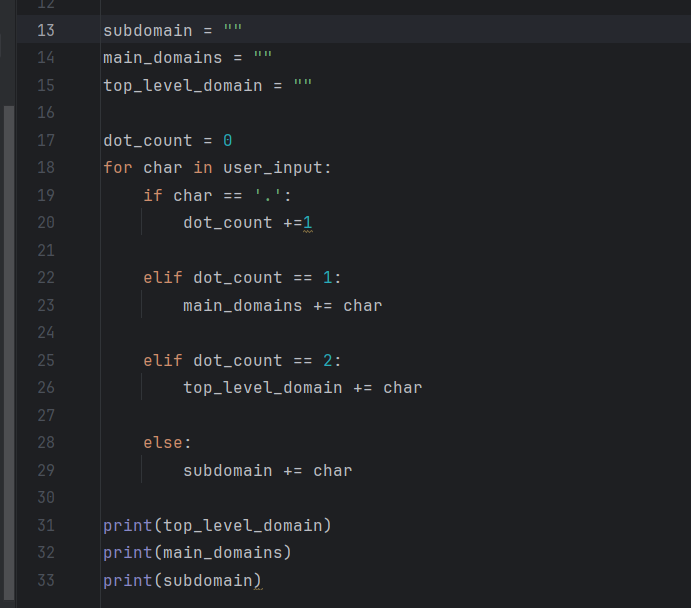 12
13 subdomain = ""
14 main_domains = ""
15 top_level_domain = ""
16
17 dot_count = 0
18 for char in user_input:
19     if char == '.':
20         dot_count +=1
21
22     elif dot_count == 1:
23         main_domains += char
24
25     elif dot_count == 2:
26         top_level_domain += char
27
28     else:
29         subdomain += char
30
31 print(top_level_domain)
32 print(main_domains)
33 print(subdomain)